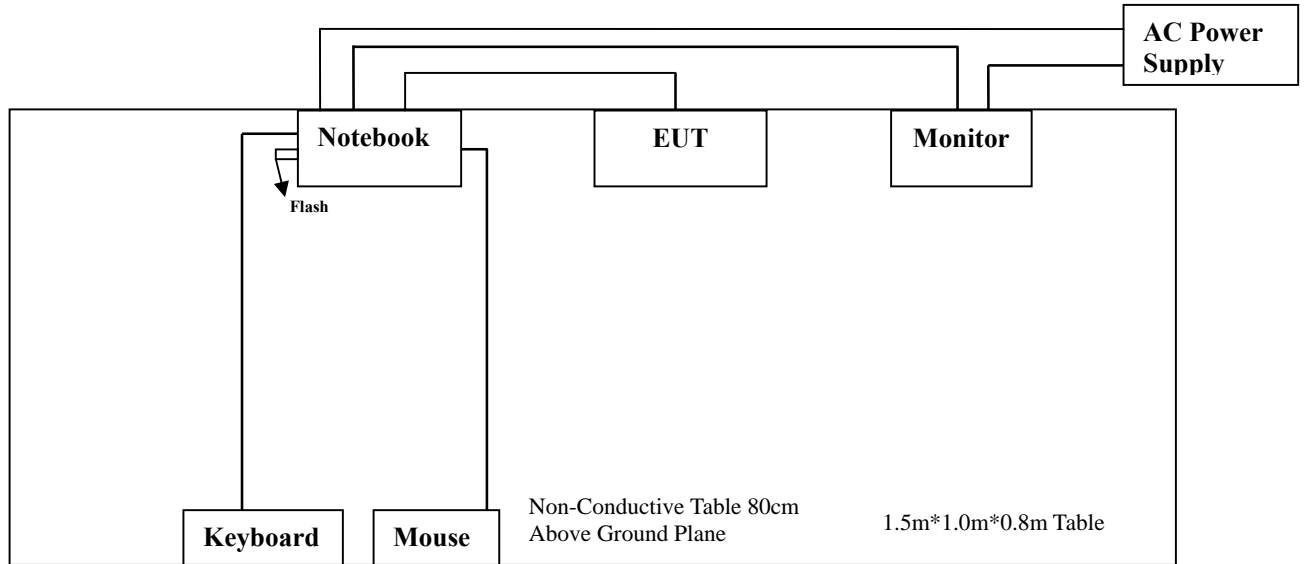 AC Power
Supply
Notebook
EUT
Monitor
Flash
Non-Conductive Table 80cm
Above Ground Plane
1.5m*1.0m*0.8m Table
Keyboard
Mouse